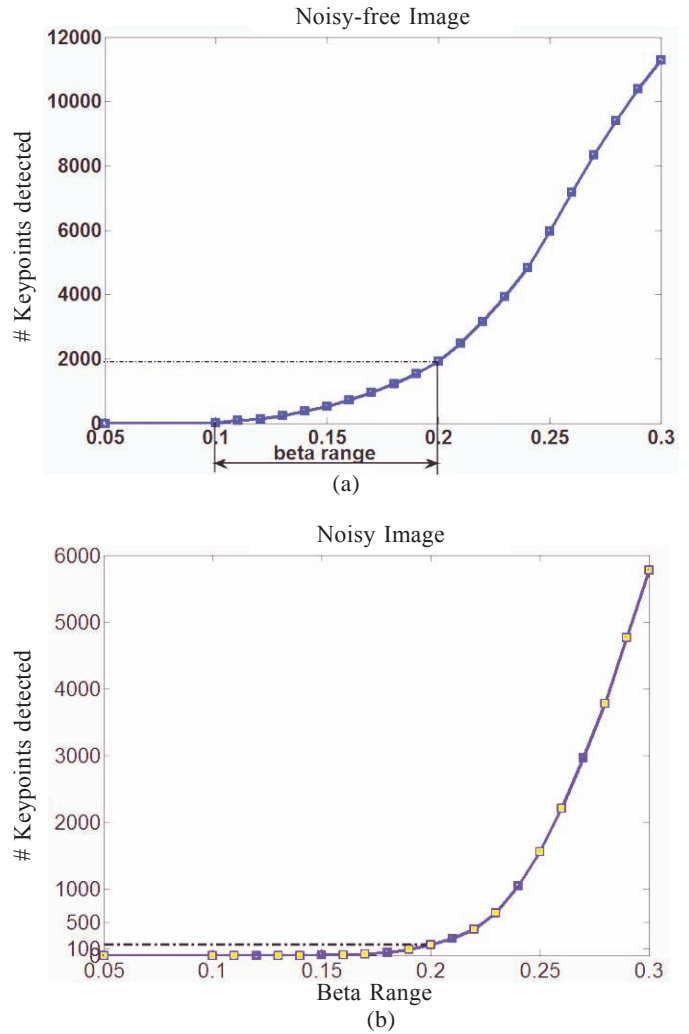 Noisy-free Image
12000
10000
8000
6000
4000
2000
0
# Keypoints detected
0.05 0.1 0.15 0.2 0.25 0.3
beta range
(a)
Noisy Image
6000
5000
4000
3000
2000
1000
500
100
0
# Keypoints detected
0.05 0.1 0.15 0.2 0.25 0.3
Beta Range
(b)